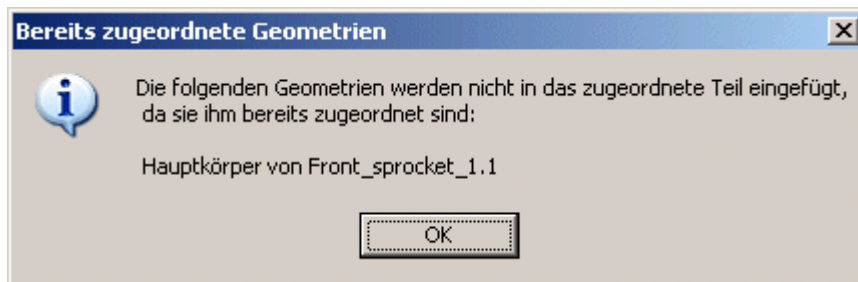 Bereits zugeordnete Geometrien
Die folgenden Geometrien werden nicht in das zugeordnete Teil eingefügt,
da sie ihm bereits zugeordnet sind:
Hauptkörper von Front_sprocket_1.1
OK